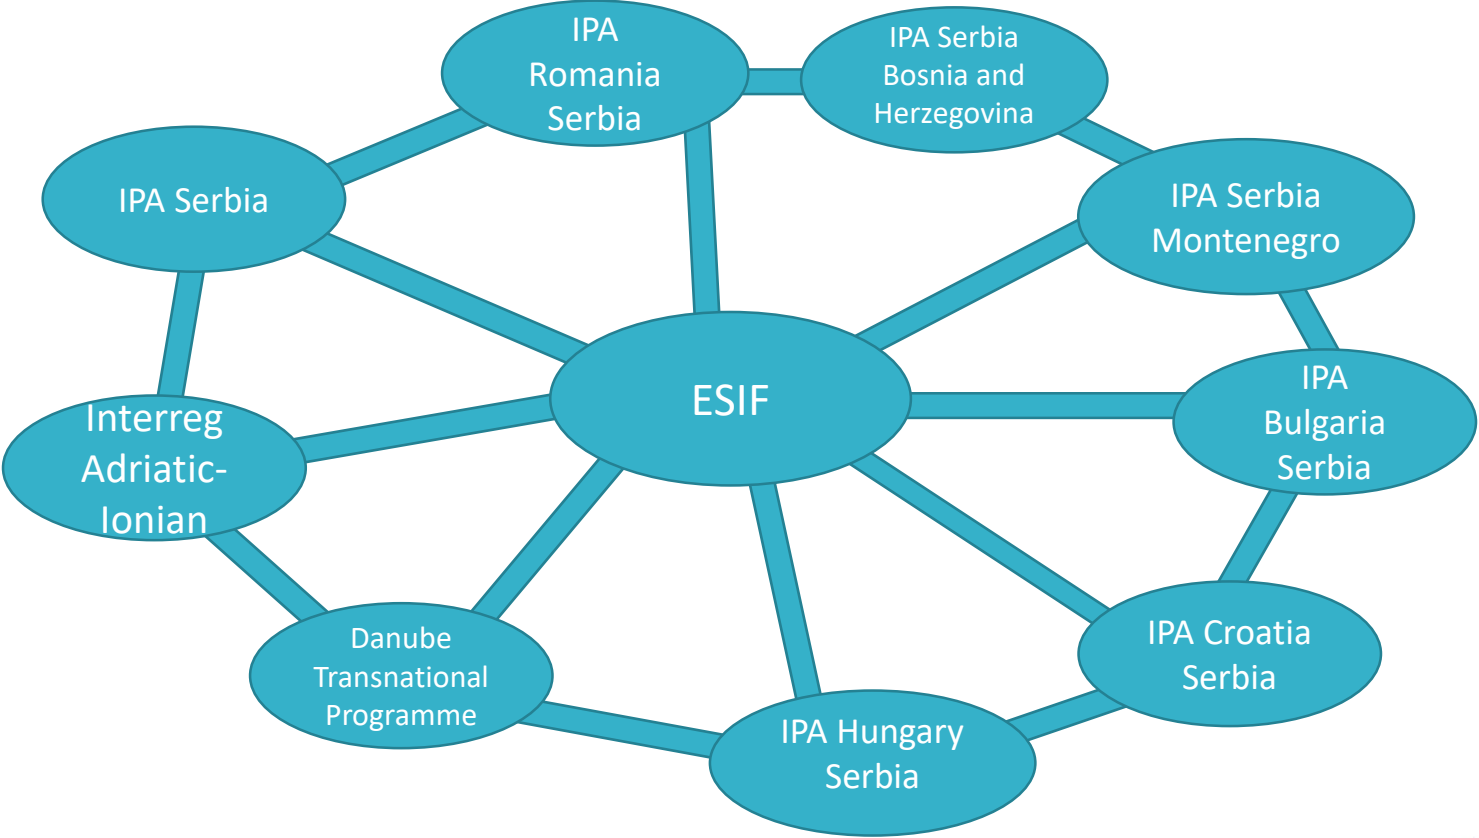 IPA
Romania
Serbia
IPA Serbia
Bosnia and
Herzegovina
IPA Serbia
IPA Serbia
Montenegro
ESIF
IPA
Bulgaria
Serbia
Interreg
Adriatic-
Ionian
Danube
Transnational
Programme
IPA Croatia
Serbia
IPA Hungary
Serbia